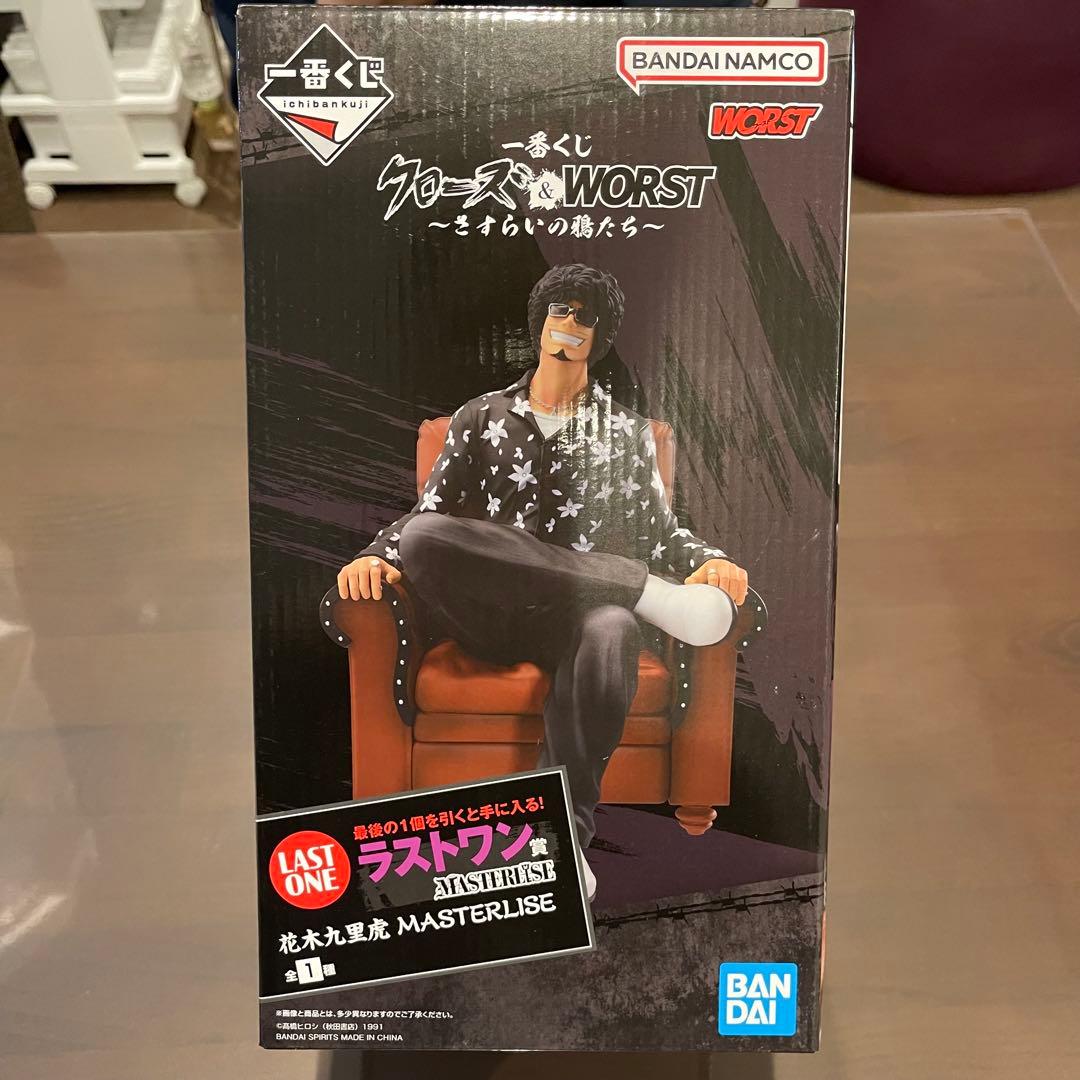 一番くじ
ichibankuji
BANDAI NAMCO
WORST
一番くじ
クローズ&WORST
〜さすらいの鴉たち〜
最後の1個を引くと手に入る!
LAST ONE
ラストワン賞
MASTERLISE
花木九里虎 MASTERLISE
全1種
※画像と商品とは、多少異なりますのでご了承ください。
©高橋ヒロシ(秋田書店)1991
BANDAI SPIRITS MADE IN CHINA
BAN
DAI